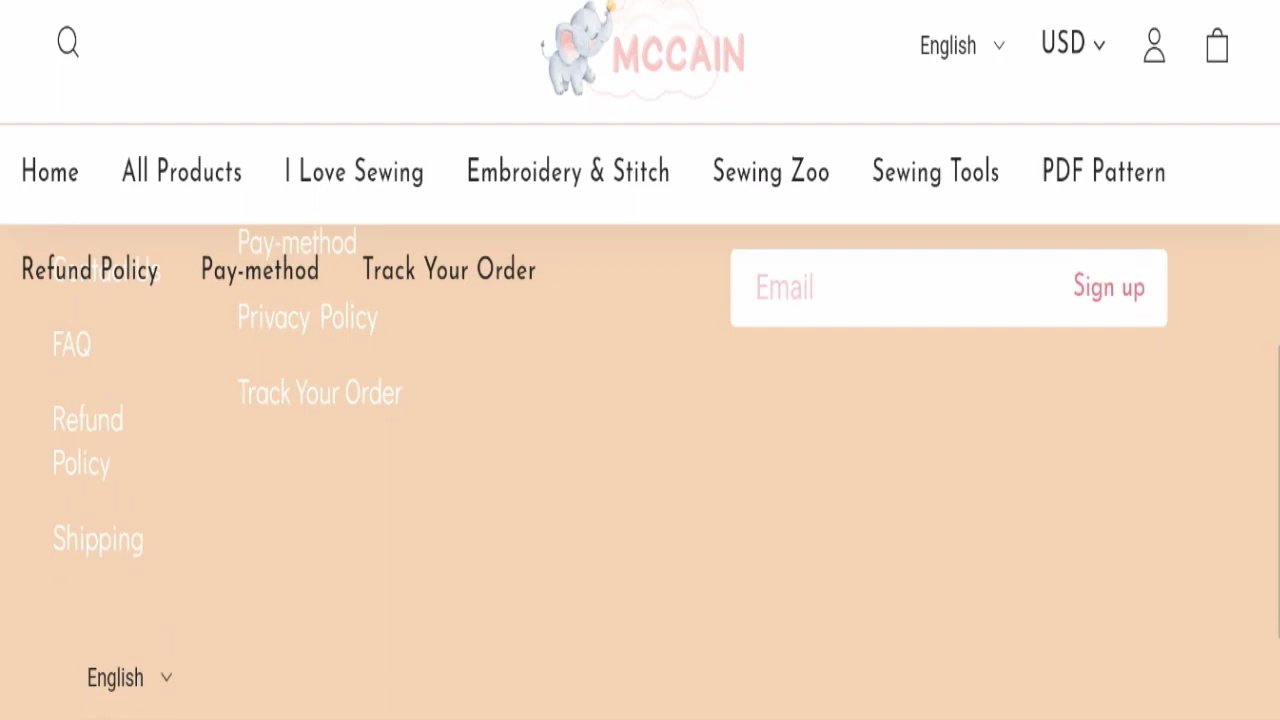 MCCAIN
English
USD
Home
All Products
I Love Sewing
Embroidery & Stitch
Sewing Zoo
Sewing Tools
PDF Pattern
Refund Policy
Pay-method
Track Your Order
FAQ
Refund
Policy
Shipping
Pay-method
Privacy Policy
Track Your Order
Email
Sign up
English